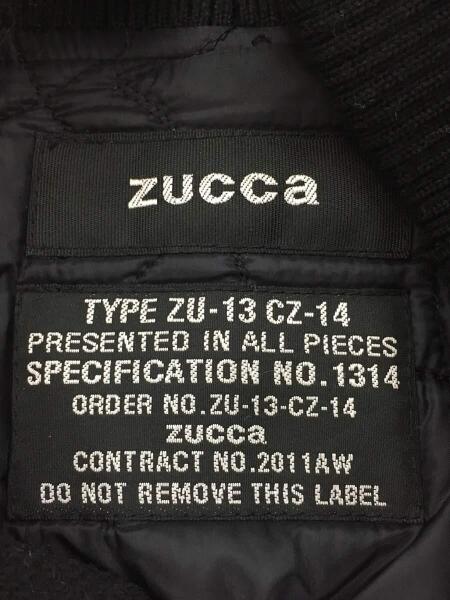 zucca
TYPE ZU-13 CZ-14
PRESENTED IN ALL PIECES
SPECIFICATION NO.1314
ORDER NO.ZU-13-CZ-14
zucca
CONTRACT NO.2011AW
DO NOT REMOVE THIS LABEL